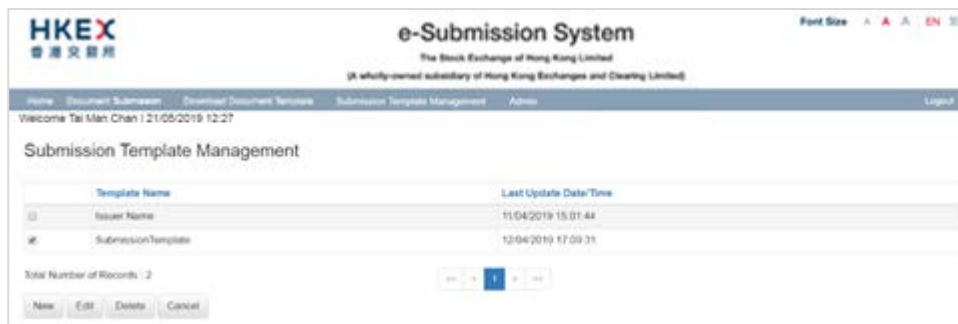 HKEX
香港交易所
e-Submission System
The Stock Exchange of Hong Kong Limited
(A wholly-owned subsidiary of Hong Kong Exchanges and Clearing Limited)
Font Size A A A EN
Home Document Submission Download Document Template Submission Template Management Admin Logout
Welcome Tai Man Chan | 21/05/2019 12:27
Submission Template Management
Template Name Last Update Date/Time
Issuer Name 11/04/2019 15:01:44
SubmissionTemplate 12/04/2019 17:09:31
Total Number of Records : 2
<< < 1 > >>
New Edit Delete Cancel